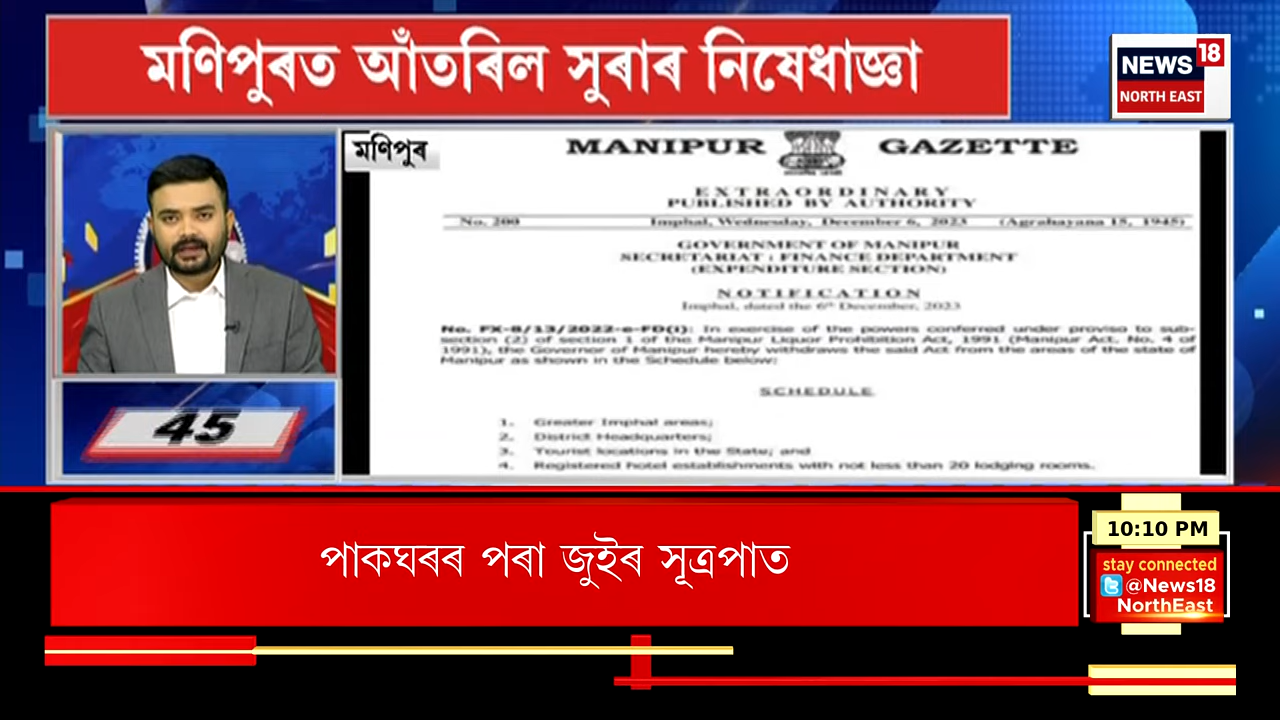 মণিপুৰত আঁতৰিল সুৰাৰ নিষেধাজ্ঞা
NEWS 18
NORTH EAST
মণিপুৰ
MANIPUR GAZETTE
EXTRAORDINARY
PUBLISHED BY AUTHORITY
No. 200 Imphal, Wednesday, December 6, 2023 (Agrahayana 15, 1945)
GOVERNMENT OF MANIPUR
SECRETARIAT : FINANCE DEPARTMENT
(EXPENDITURE SECTION)
NOTIFICATION
Imphal, dated the 6th December, 2023
No. FX-8/13/2022-e-FD(i): In exercise of the powers conferred under proviso to sub-
section (2) of section 1 of the Manipur Liquor Prohibition Act, 1991 (Manipur Act. No. 4 of
1991), the Governor of Manipur hereby withdraws the said Act from the areas of the state of
Manipur as shown in the Schedule below:
SCHEDULE
1. Greater Imphal areas;
2. District Headquarters;
3. Tourist locations in the State; and
4. Registered hotel establishments with not less than 20 lodging rooms.
45
পাকঘৰৰ পৰা জুইৰ সূত্ৰপাত
10:10 PM
stay connected
@News18
NorthEast